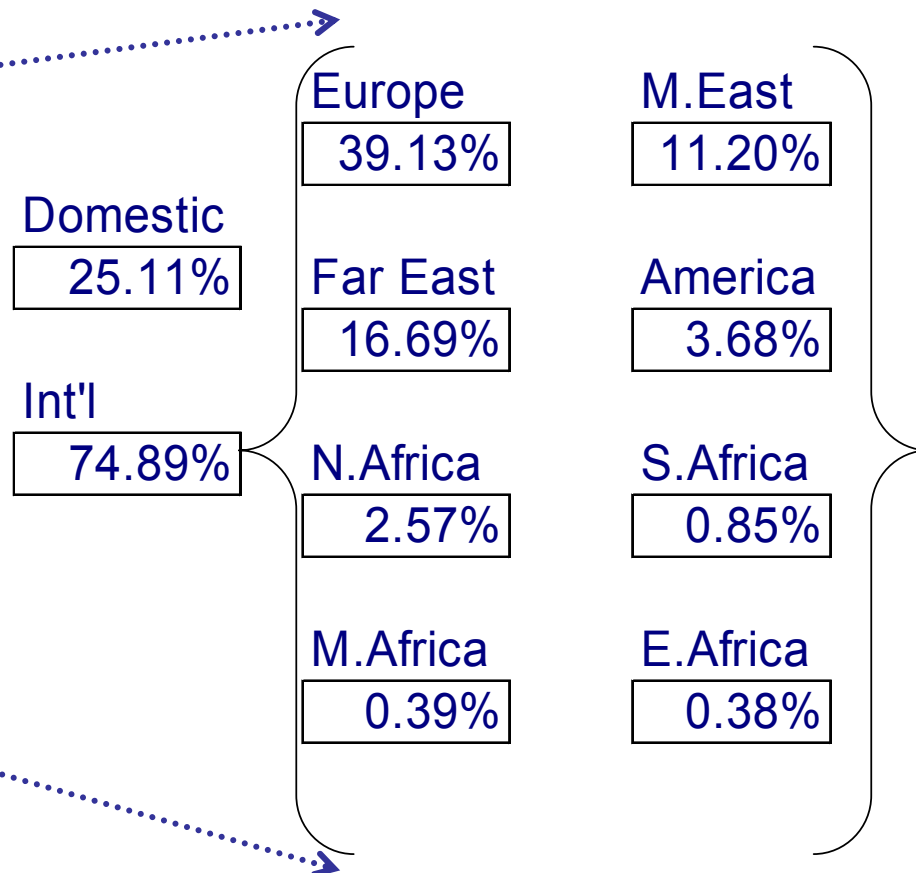 Domestic
25.11%
Int'l
74.89%
Europe
39.13%
M.East
11.20%
Far East
16.69%
America
3.68%
N.Africa
2.57%
S.Africa
0.85%
M.Africa
0.39%
E.Africa
0.38%